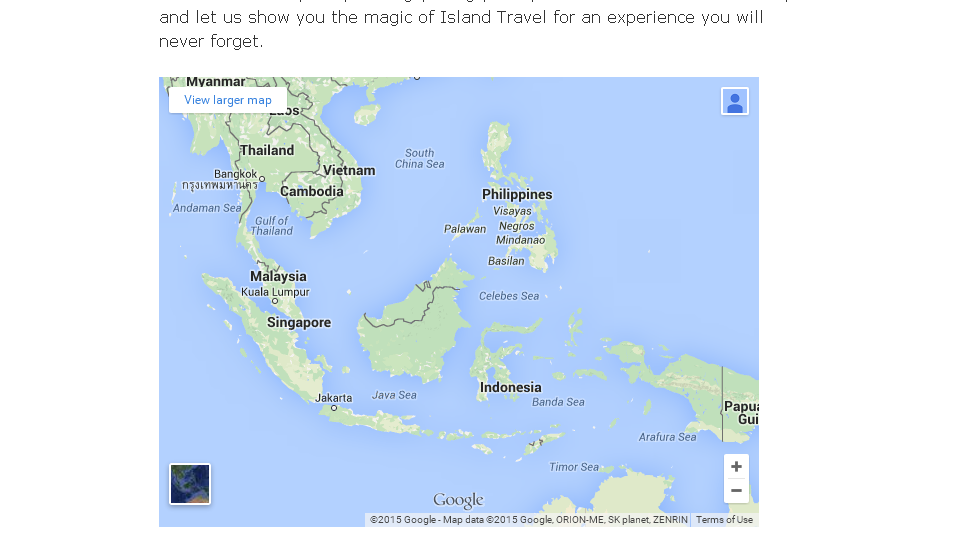 and let us show you the magic of Island Travel for an experience you will
never forget.
Myanmar
View larger map
Laos
Thailand
South
China Sea
Vietnam
Bangkok
กรุงเทพมหานคร
Cambodia
Philippines
Andaman Sea
Visayas
Gulf of
Thailand
Palawan
Negros
Mindanao
Basilan
Malaysia
Kuala Lumpur
Celebes Sea
Singapore
Indonesia
Jakarta
Java Sea
Banda Sea
Papua
Gui
Arafura Sea
Timor Sea
+
−
Google
©2015 Google - Map data ©2015 Google, ORION-ME, SK planet, ZENRIN
Terms of Use